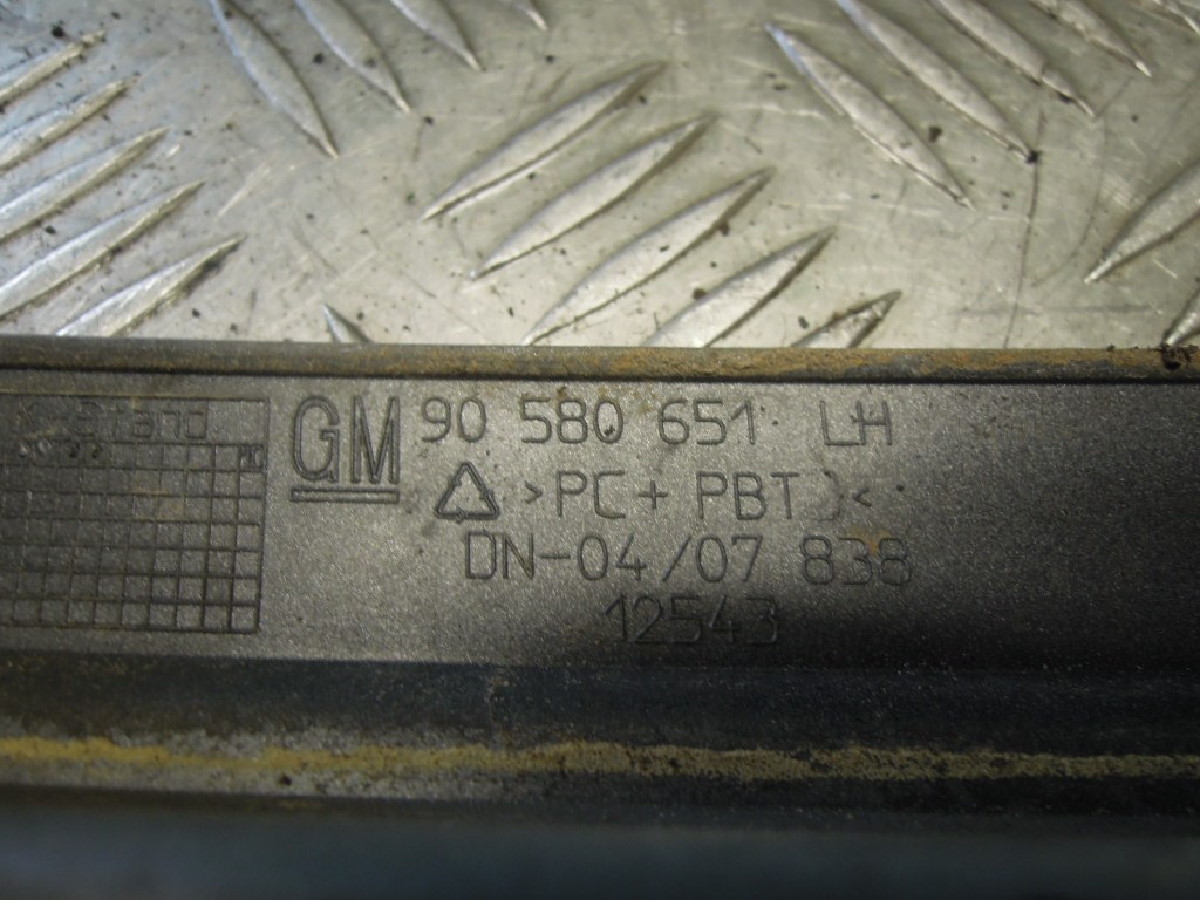 GM 90 580 651 LH
>PC+PBT<
DN-04/07 838
12543